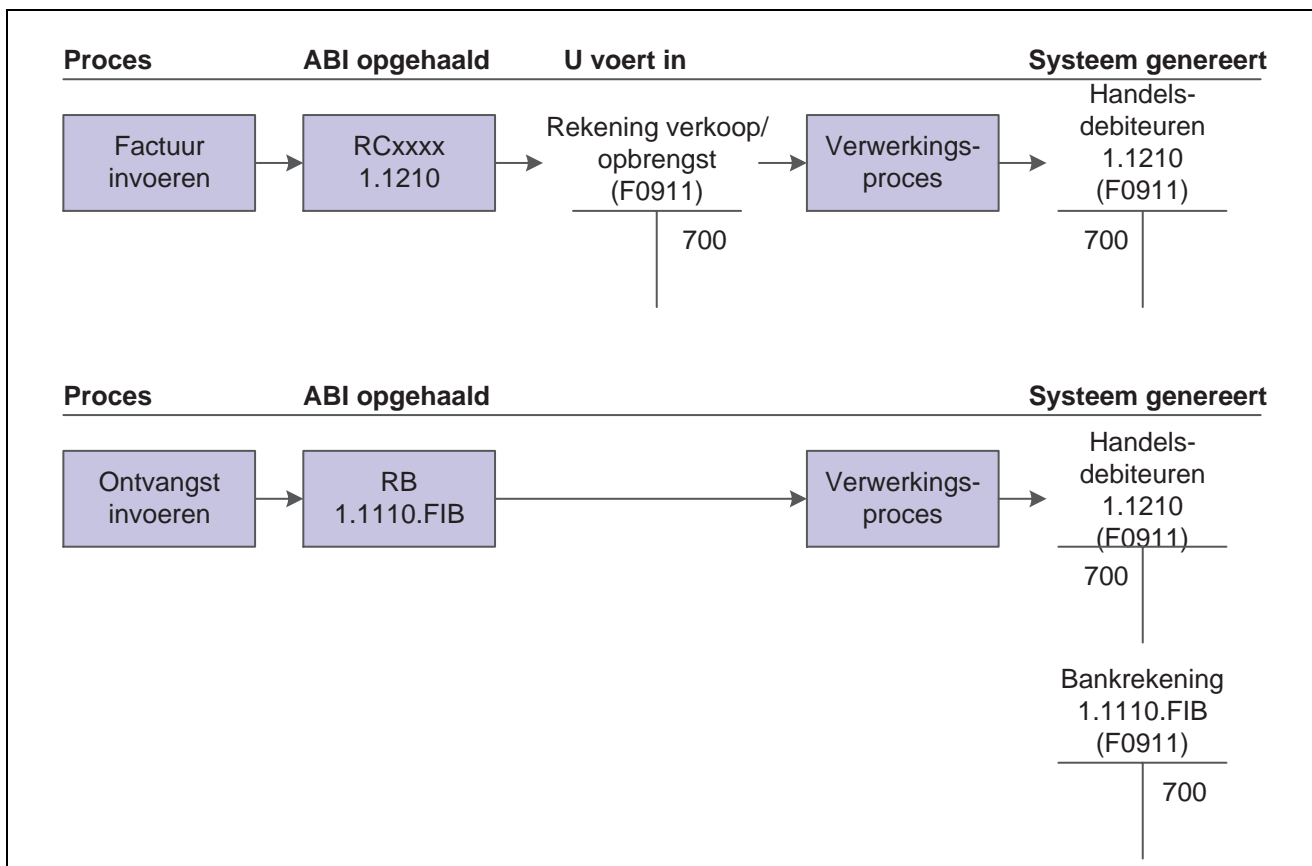 Proces ABI opgehaald U voert in Systeem genereert
Factuur
invoeren
RCxxxx
1.1210
Rekening verkoop/
opbrengst
(F0911)
700
Verwerkings-
proces
Handels-
debiteuren
1.1210
(F0911)
700
Proces ABI opgehaald Systeem genereert
Ontvangst
invoeren
RB
1.1110.FIB
Verwerkings-
proces
Handels-
debiteuren
1.1210
(F0911)
700
Bankrekening
1.1110.FIB
(F0911)
700